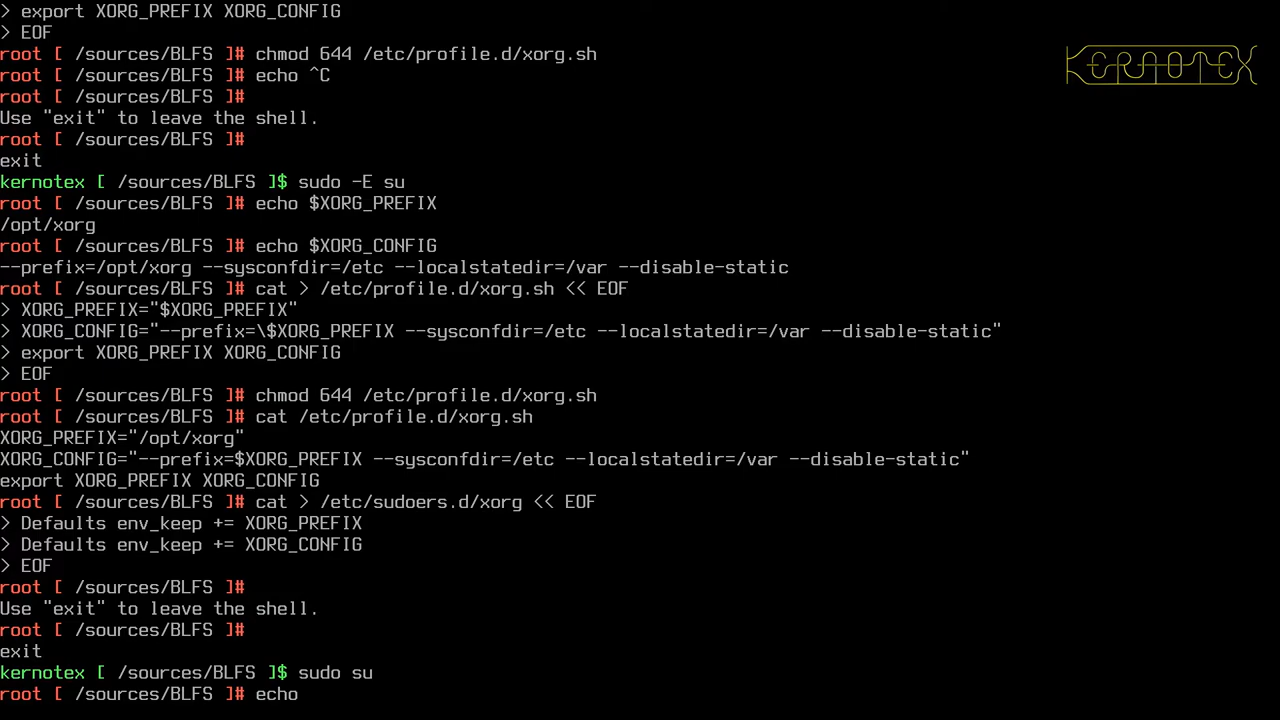 > export XORG_PREFIX XORG_CONFIG
> EOF
root [ /sources/BLFS ]# chmod 644 /etc/profile.d/xorg.sh
root [ /sources/BLFS ]# echo ^C
root [ /sources/BLFS ]#
Use "exit" to leave the shell.
root [ /sources/BLFS ]#
exit
kernotex [ /sources/BLFS ]$ sudo -E su
root [ /sources/BLFS ]# echo $XORG_PREFIX
/opt/xorg
root [ /sources/BLFS ]# echo $XORG_CONFIG
--prefix=/opt/xorg --sysconfdir=/etc --localstatedir=/var --disable-static
root [ /sources/BLFS ]# cat > /etc/profile.d/xorg.sh << EOF
> XORG_PREFIX="$XORG_PREFIX"
> XORG_CONFIG="--prefix=\$XORG_PREFIX --sysconfdir=/etc --localstatedir=/var --disable-static"
> export XORG_PREFIX XORG_CONFIG
> EOF
root [ /sources/BLFS ]# chmod 644 /etc/profile.d/xorg.sh
root [ /sources/BLFS ]# cat /etc/profile.d/xorg.sh
XORG_PREFIX="/opt/xorg"
XORG_CONFIG="--prefix=$XORG_PREFIX --sysconfdir=/etc --localstatedir=/var --disable-static"
export XORG_PREFIX XORG_CONFIG
root [ /sources/BLFS ]# cat > /etc/sudoers.d/xorg << EOF
> Defaults env_keep += XORG_PREFIX
> Defaults env_keep += XORG_CONFIG
> EOF
root [ /sources/BLFS ]#
Use "exit" to leave the shell.
root [ /sources/BLFS ]#
exit
kernotex [ /sources/BLFS ]$ sudo su
root [ /sources/BLFS ]# echo
KERNOTEX